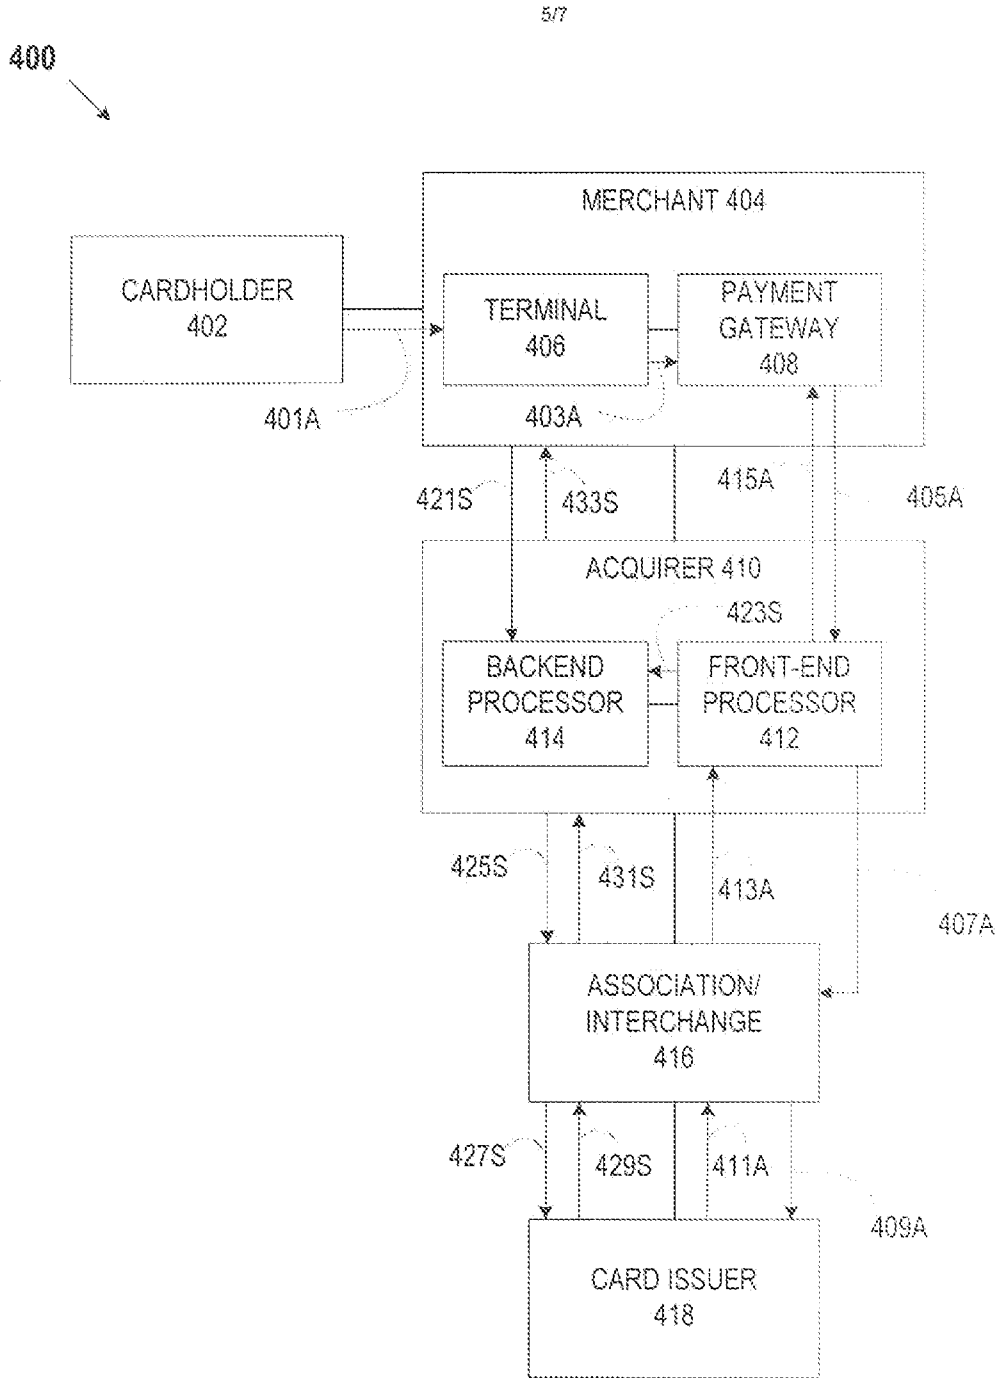 5/7
400
MERCHANT 404
CARDHOLDER
402
TERMINAL
406
PAYMENT
GATEWAY
408
401A
403A
421S
433S
415A
405A
ACQUIRER 410
423S
BACKEND
PROCESSOR
414
FRONT-END
PROCESSOR
412
425S
431S
413A
407A
ASSOCIATION/
INTERCHANGE
416
427S
429S
411A
409A
CARD ISSUER
418